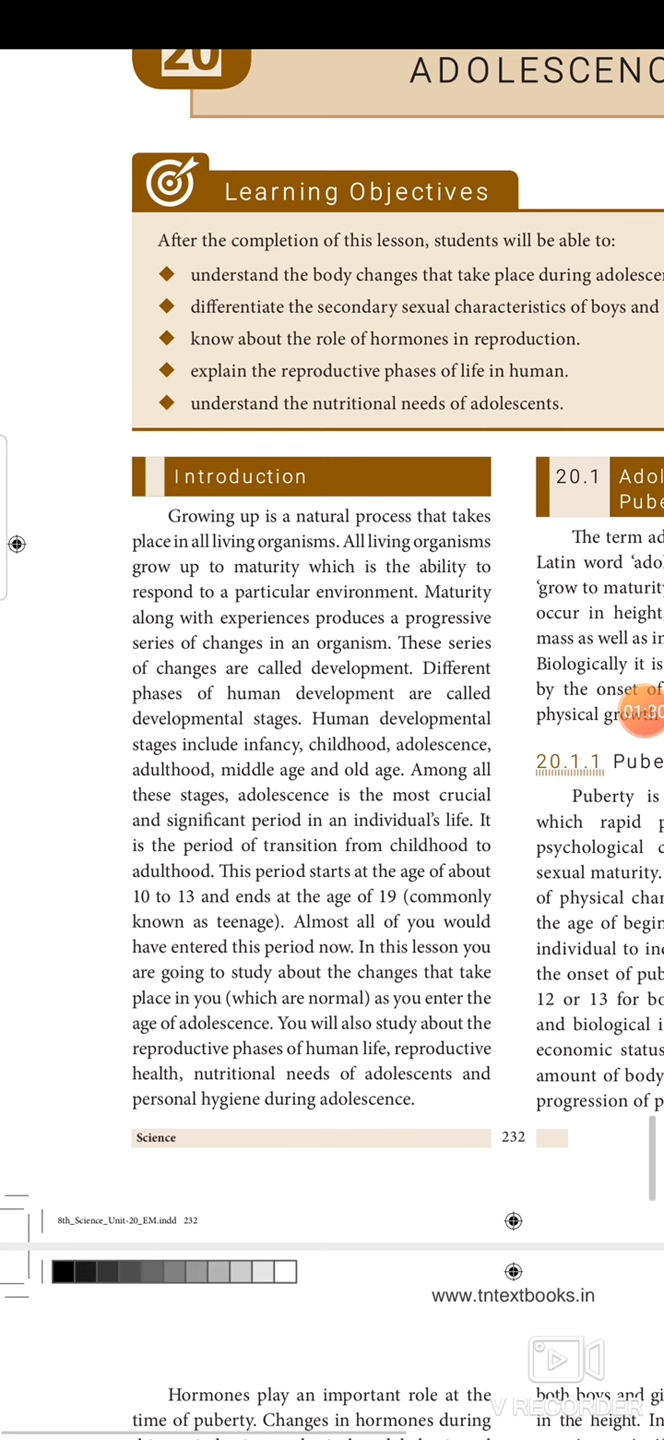 20
ADOLESCENC
Learning Objectives
After the completion of this lesson, students will be able to:
understand the body changes that take place during adolesce
differentiate the secondary sexual characteristics of boys and
know about the role of hormones in reproduction.
explain the reproductive phases of life in human.
understand the nutritional needs of adolescents.
Introduction
Growing up is a natural process that takes
place in all living organisms. All living organisms
grow up to maturity which is the ability to
respond to a particular environment. Maturity
along with experiences produces a progressive
series of changes in an organism. These series
of changes are called development. Different
phases of human development are called
developmental stages. Human developmental
stages include infancy, childhood, adolescence,
adulthood, middle age and old age. Among all
these stages, adolescence is the most crucial
and significant period in an individual's life. It
is the period of transition from childhood to
adulthood. This period starts at the age of about
10 to 13 and ends at the age of 19 (commonly
known as teenage). Almost all of you would
have entered this period now. In this lesson you
are going to study about the changes that take
place in you (which are normal) as you enter the
age of adolescence. You will also study about the
reproductive phases of human life, reproductive
health, nutritional needs of adolescents and
personal hygiene during adolescence.
20.1 Adol
Pube
The term ad
Latin word 'adol
'grow to maturity
occur in height,
mass as well as in
Biologically it is
by the onset of
physical growth
01:30
20.1.1 Pube
Puberty is
which rapid p
psychological c
sexual maturity.
of physical char
the age of begin
individual to in
the onset of pub
12 or 13 for bo
and biological i
economic status
amount of body
progression of p
Science
232
8th_Science_Unit-20_EM.indd 232
www.tntextbooks.in
Hormones play an important role at the
time of puberty. Changes in hormones during
both boys and gi
in the height. In
V RECORDER